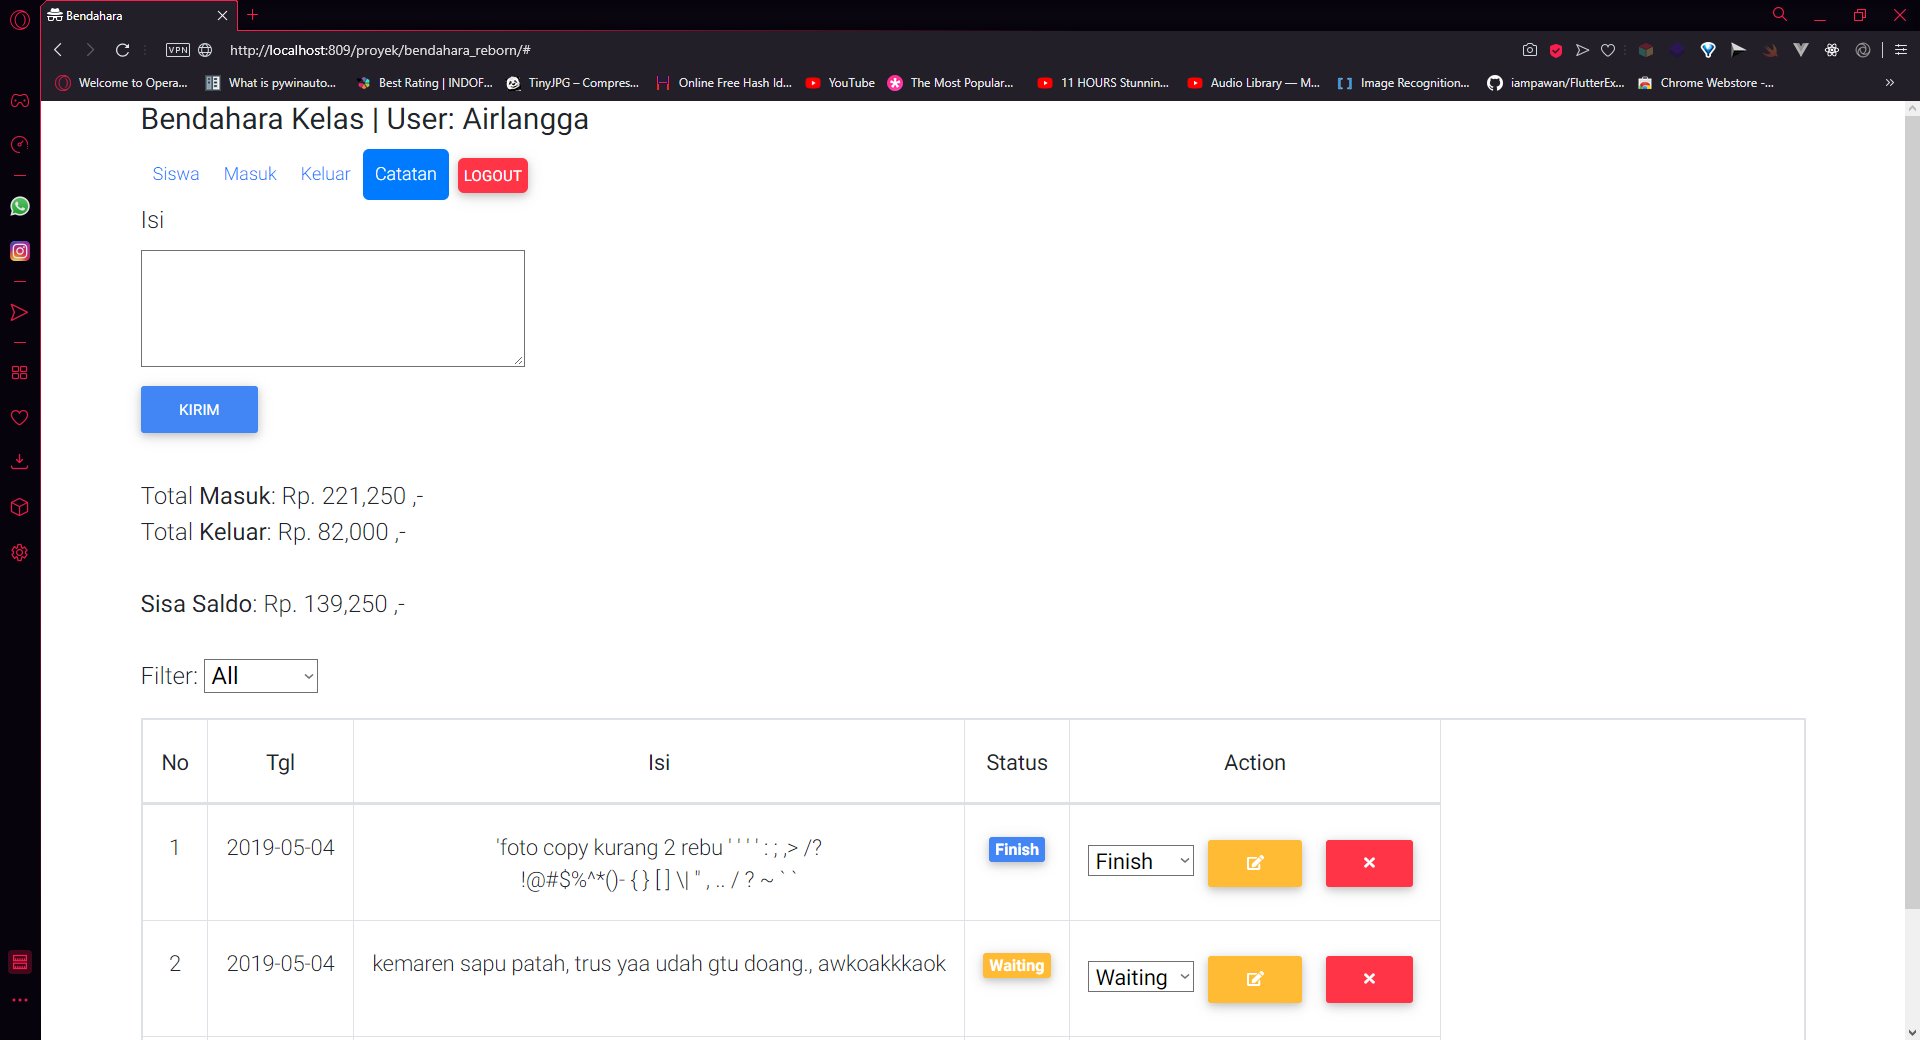 Bendahara
VPN
http://localhost:809/proyek/bendahara_reborn/#
Welcome to Opera... What is pywinauto... Best Rating | INDOF... TinyJPG – Compres... Online Free Hash Id... YouTube The Most Popular... 11 HOURS Stunnin... Audio Library — M... Image Recognition... iampawan/FlutterEx... Chrome Webstore -... »
Bendahara Kelas | User: Airlangga
Siswa Masuk Keluar Catatan LOGOUT
Isi
KIRIM
Total Masuk: Rp. 221,250 ,-
Total Keluar: Rp. 82,000 ,-
Sisa Saldo: Rp. 139,250 ,-
Filter: All
No Tgl Isi Status Action
1 2019-05-04 'foto copy kurang 2 rebu ' ' ' ' : ; ,> /? Finish Finish
!@#$%^*()- { } [ ] \| " , .. / ? ~ ` `
2 2019-05-04 kemaren sapu patah, trus yaa udah gtu doang., awkoakkkaok Waiting Waiting